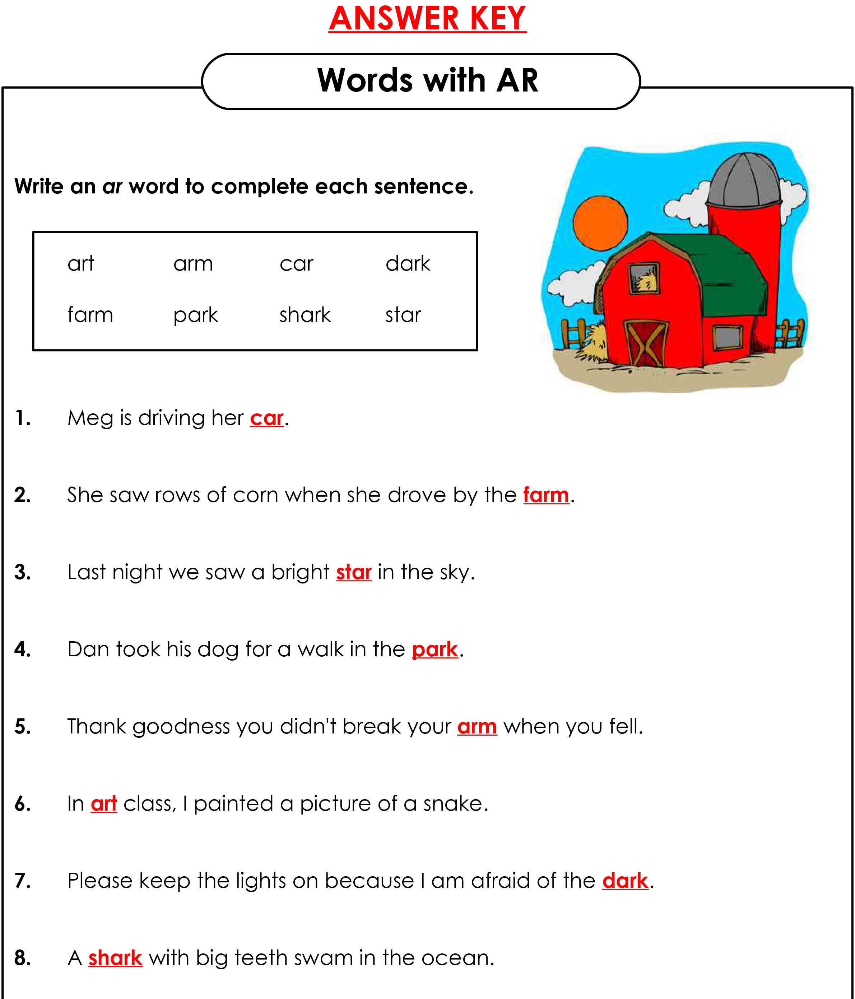 ANSWER KEY
Words with AR
Write an ar word to complete each sentence.
art arm car dark
farm park shark star
1. Meg is driving her car.
2. She saw rows of corn when she drove by the farm.
3. Last night we saw a bright star in the sky.
4. Dan took his dog for a walk in the park.
5. Thank goodness you didn't break your arm when you fell.
6. In art class, I painted a picture of a snake.
7. Please keep the lights on because I am afraid of the dark.
8. A shark with big teeth swam in the ocean.